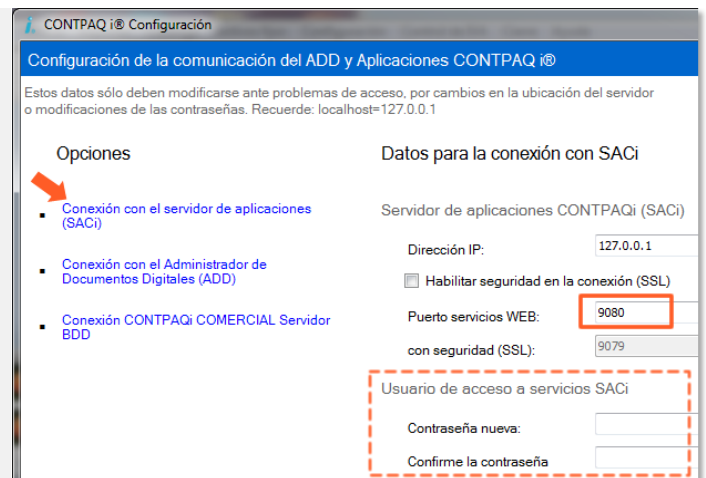 CONTPAQ i® Configuración
Configuración de la comunicación del ADD y Aplicaciones CONTPAQ i®
Estos datos sólo deben modificarse ante problemas de acceso, por cambios en la ubicación del servidor
o modificaciones de las contraseñas. Recuerde: localhost=127.0.0.1
Opciones
Conexión con el servidor de aplicaciones
(SACi)
Conexión con el Administrador de
Documentos Digitales (ADD)
Conexión CONTPAQi COMERCIAL Servidor
BDD
Datos para la conexión con SACi
Servidor de aplicaciones CONTPAQi (SACi)
Dirección IP: 127.0.0.1
Habilitar seguridad en la conexión (SSL)
Puerto servicios WEB: 9080
con seguridad (SSL): 9079
Usuario de acceso a servicios SACi
Contraseña nueva:
Confirme la contraseña